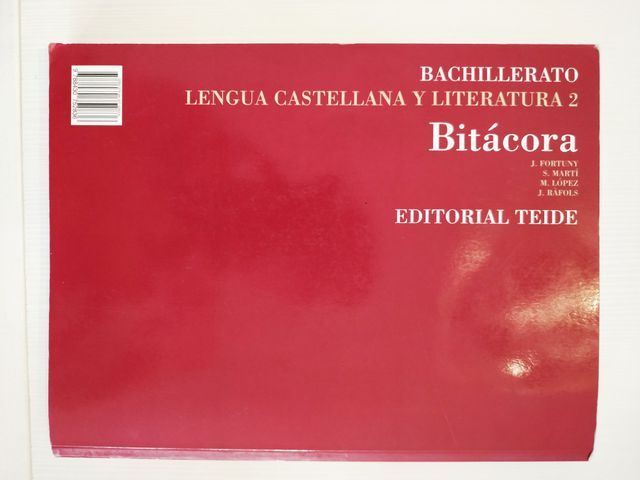 BACHILLERATO
LENGUA CASTELLANA Y LITERATURA 2
Bitácora
J. FORTUNY
S. MARTÍ
M. LÓPEZ
J. RÀFOLS
EDITORIAL TEIDE